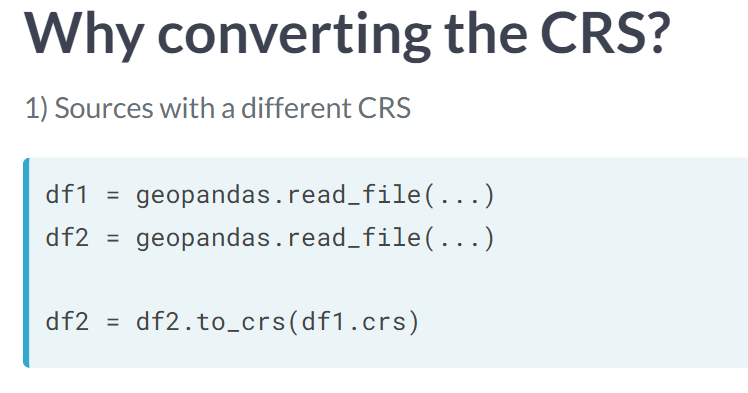 Why converting the CRS?
1) Sources with a different CRS
df1 = geopandas.read_file(...)
df2 = geopandas.read_file(...)
df2 = df2.to_crs(df1.crs)